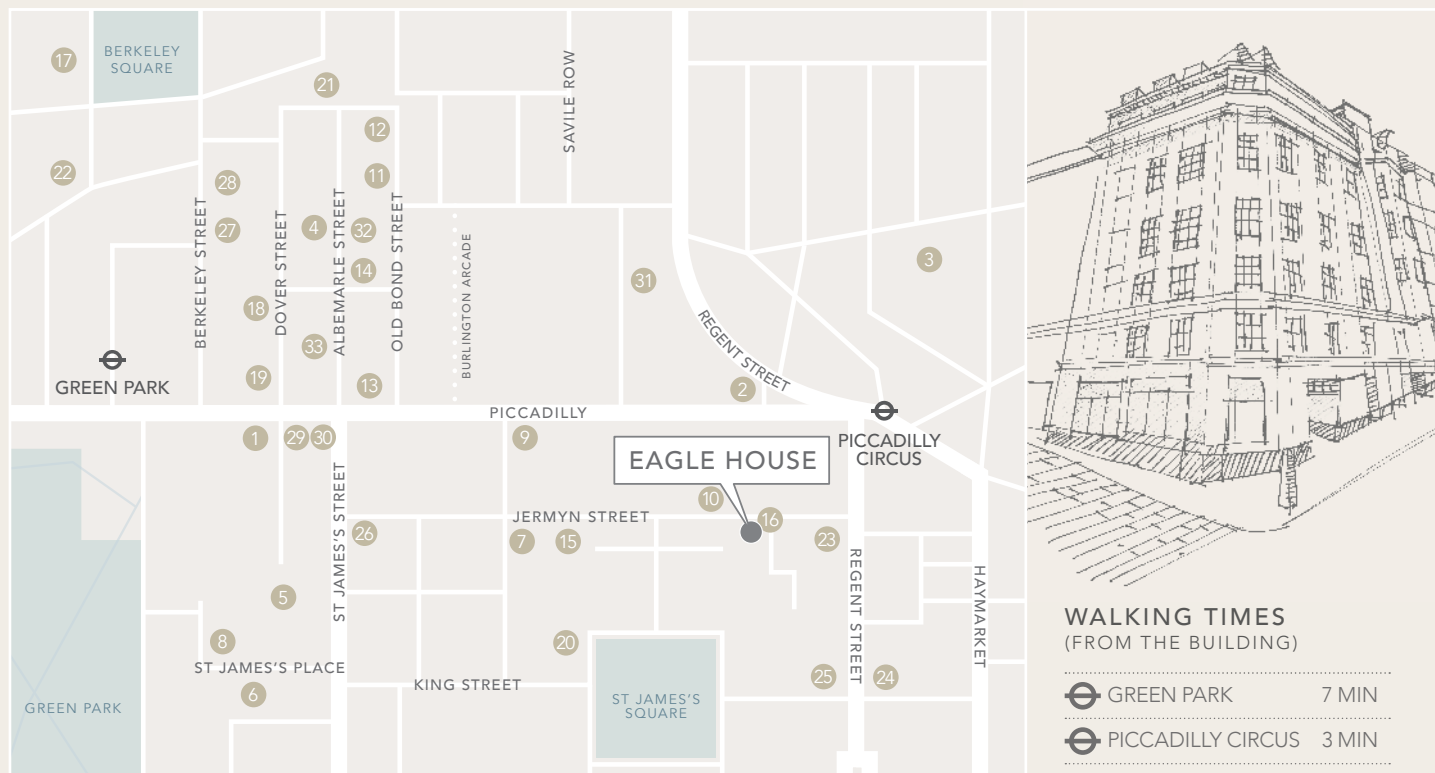 17
BERKELEY
SQUARE
21
SAVILE ROW
12
22
11
28
BERKELEY STREET
27
DOVER STREET
4
ALBEMARLE STREET
32
OLD BOND STREET
14
BURLINGTON ARCADE
31
3
18
33
REGENT STREET
GREEN PARK
19
13
2
PICCADILLY
1
29
30
9
PICCADILLY
CIRCUS
EAGLE HOUSE
ST JAMES'S STREET
10
JERMYN STREET
16
26
7
15
23
REGENT STREET
HAYMARKET
5
8
20
ST JAMES'S PLACE
KING STREET
6
25
24
GREEN PARK
ST JAMES'S
SQUARE
WALKING TIMES
(FROM THE BUILDING)
GREEN PARK 7 MIN
PICCADILLY CIRCUS 3 MIN